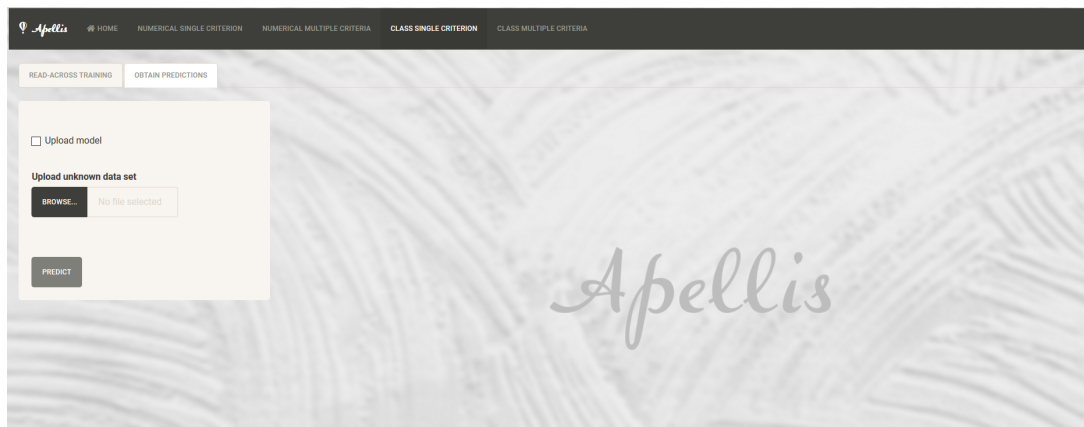 Apellis HOME NUMERICAL SINGLE CRITERION NUMERICAL MULTIPLE CRITERIA CLASS SINGLE CRITERION CLASS MULTIPLE CRITERIA
READ-ACROSS TRAINING OBTAIN PREDICTIONS
Upload model
Upload unknown data set
BROWSE... No file selected
PREDICT
Apellis